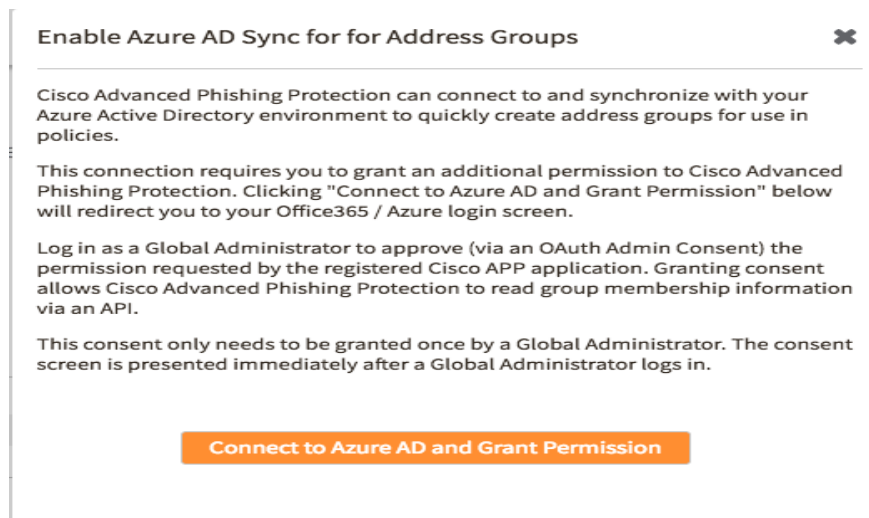 Enable Azure AD Sync for for Address Groups
Cisco Advanced Phishing Protection can connect to and synchronize with your
Azure Active Directory environment to quickly create address groups for use in
policies.
This connection requires you to grant an additional permission to Cisco Advanced
Phishing Protection. Clicking "Connect to Azure AD and Grant Permission" below
will redirect you to your Office365 / Azure login screen.
Log in as a Global Administrator to approve (via an OAuth Admin Consent) the
permission requested by the registered Cisco APP application. Granting consent
allows Cisco Advanced Phishing Protection to read group membership information
via an API.
This consent only needs to be granted once by a Global Administrator. The consent
screen is presented immediately after a Global Administrator logs in.
Connect to Azure AD and Grant Permission